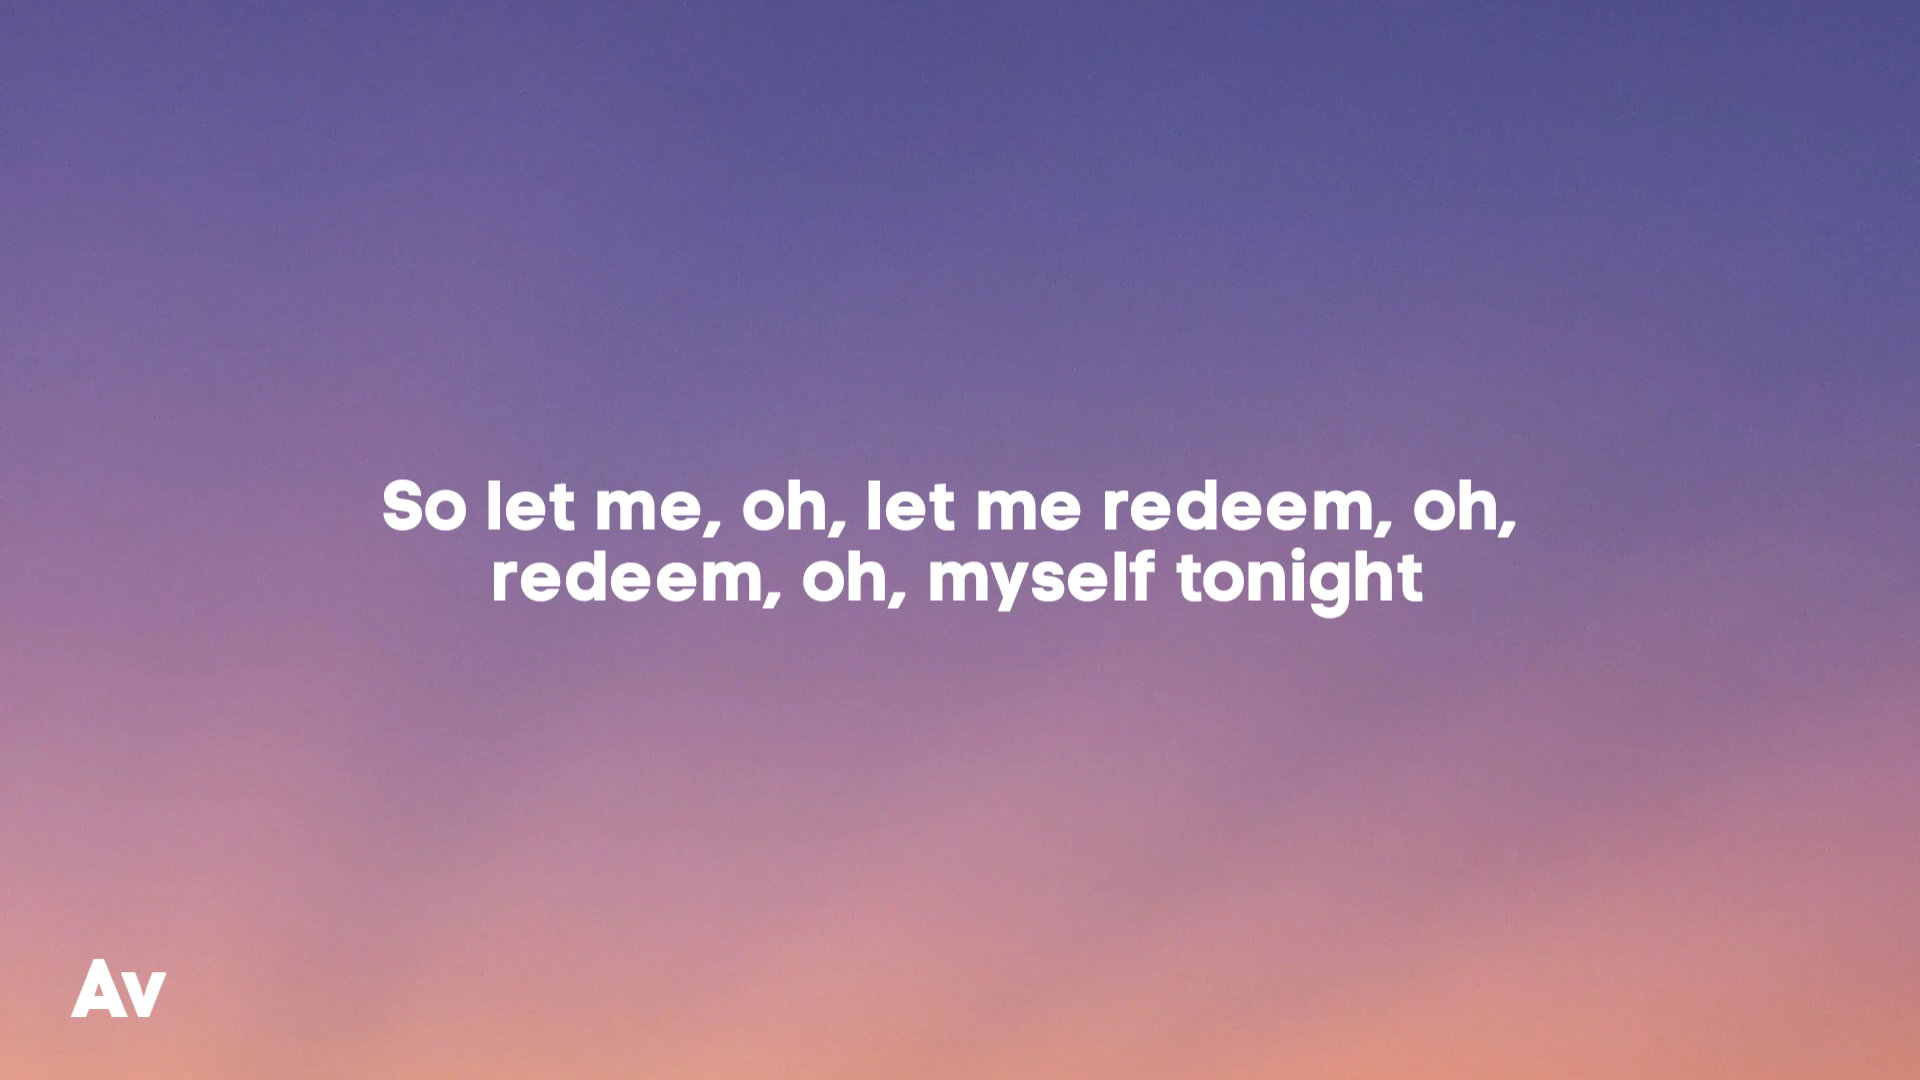 So let me, oh, let me redeem, oh,
redeem, oh, myself tonight
Av